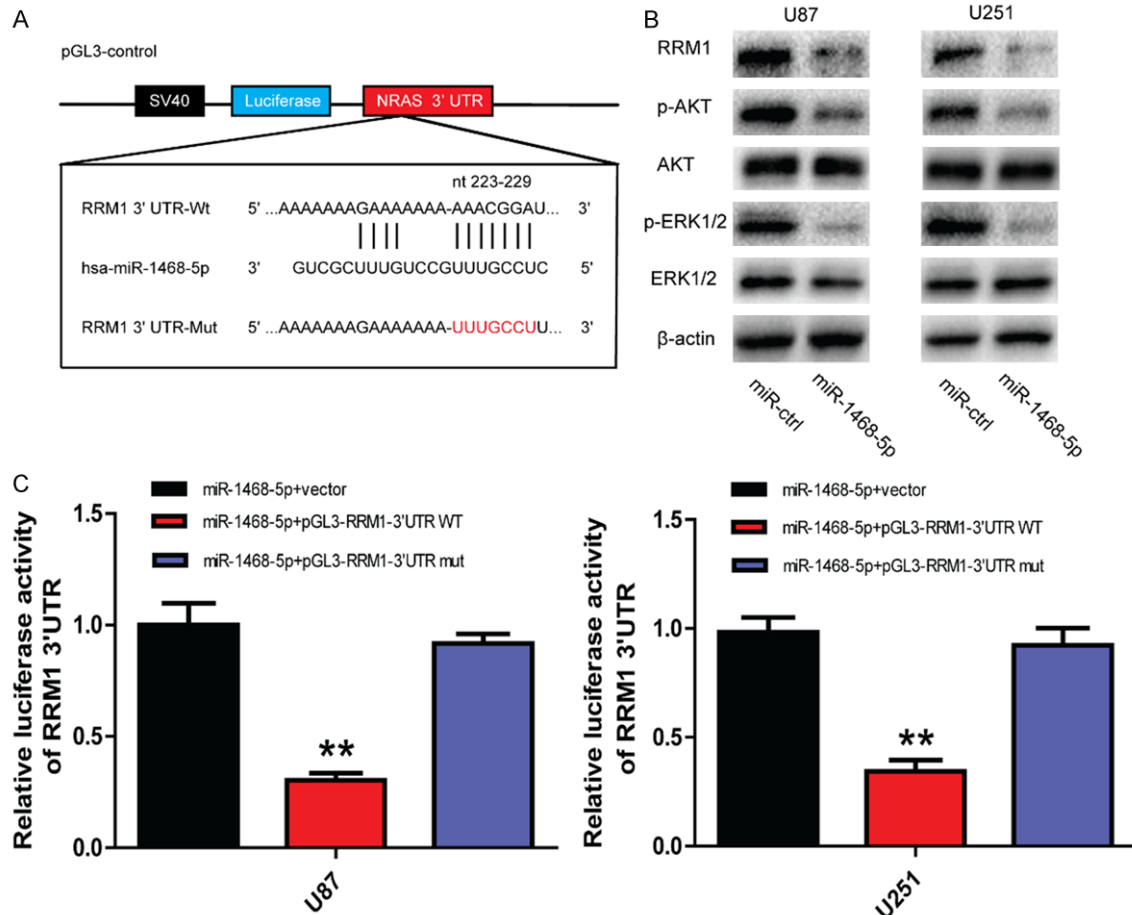 A
pGL3-control
SV40 Luciferase NRAS 3' UTR
nt 223-229
RRM1 3' UTR-Wt 5' ...AAAAAAAGAAAAAAA-AAACGGAU... 3'
hsa-miR-1468-5p 3' GUCGCUUUGUCCGUUUGCCUC 5'
RRM1 3' UTR-Mut 5' ...AAAAAAAGAAAAAAA-UUUGCCUU... 3'
B
U87 U251
RRM1
p-AKT
AKT
p-ERK1/2
ERK1/2
β-actin
miR-ctrl miR-1468-5p miR-ctrl miR-1468-5p
C
miR-1468-5p+vector
miR-1468-5p+pGL3-RRM1-3'UTR WT
miR-1468-5p+pGL3-RRM1-3'UTR mut
Relative luciferase activity
of RRM1 3'UTR
1.5
1.0
0.5
0.0
**
U87
miR-1468-5p+vector
miR-1468-5p+pGL3-RRM1-3'UTR WT
miR-1468-5p+pGL3-RRM1-3'UTR mut
Relative luciferase activity
of RRM1 3'UTR
1.5
1.0
0.5
0.0
**
U251